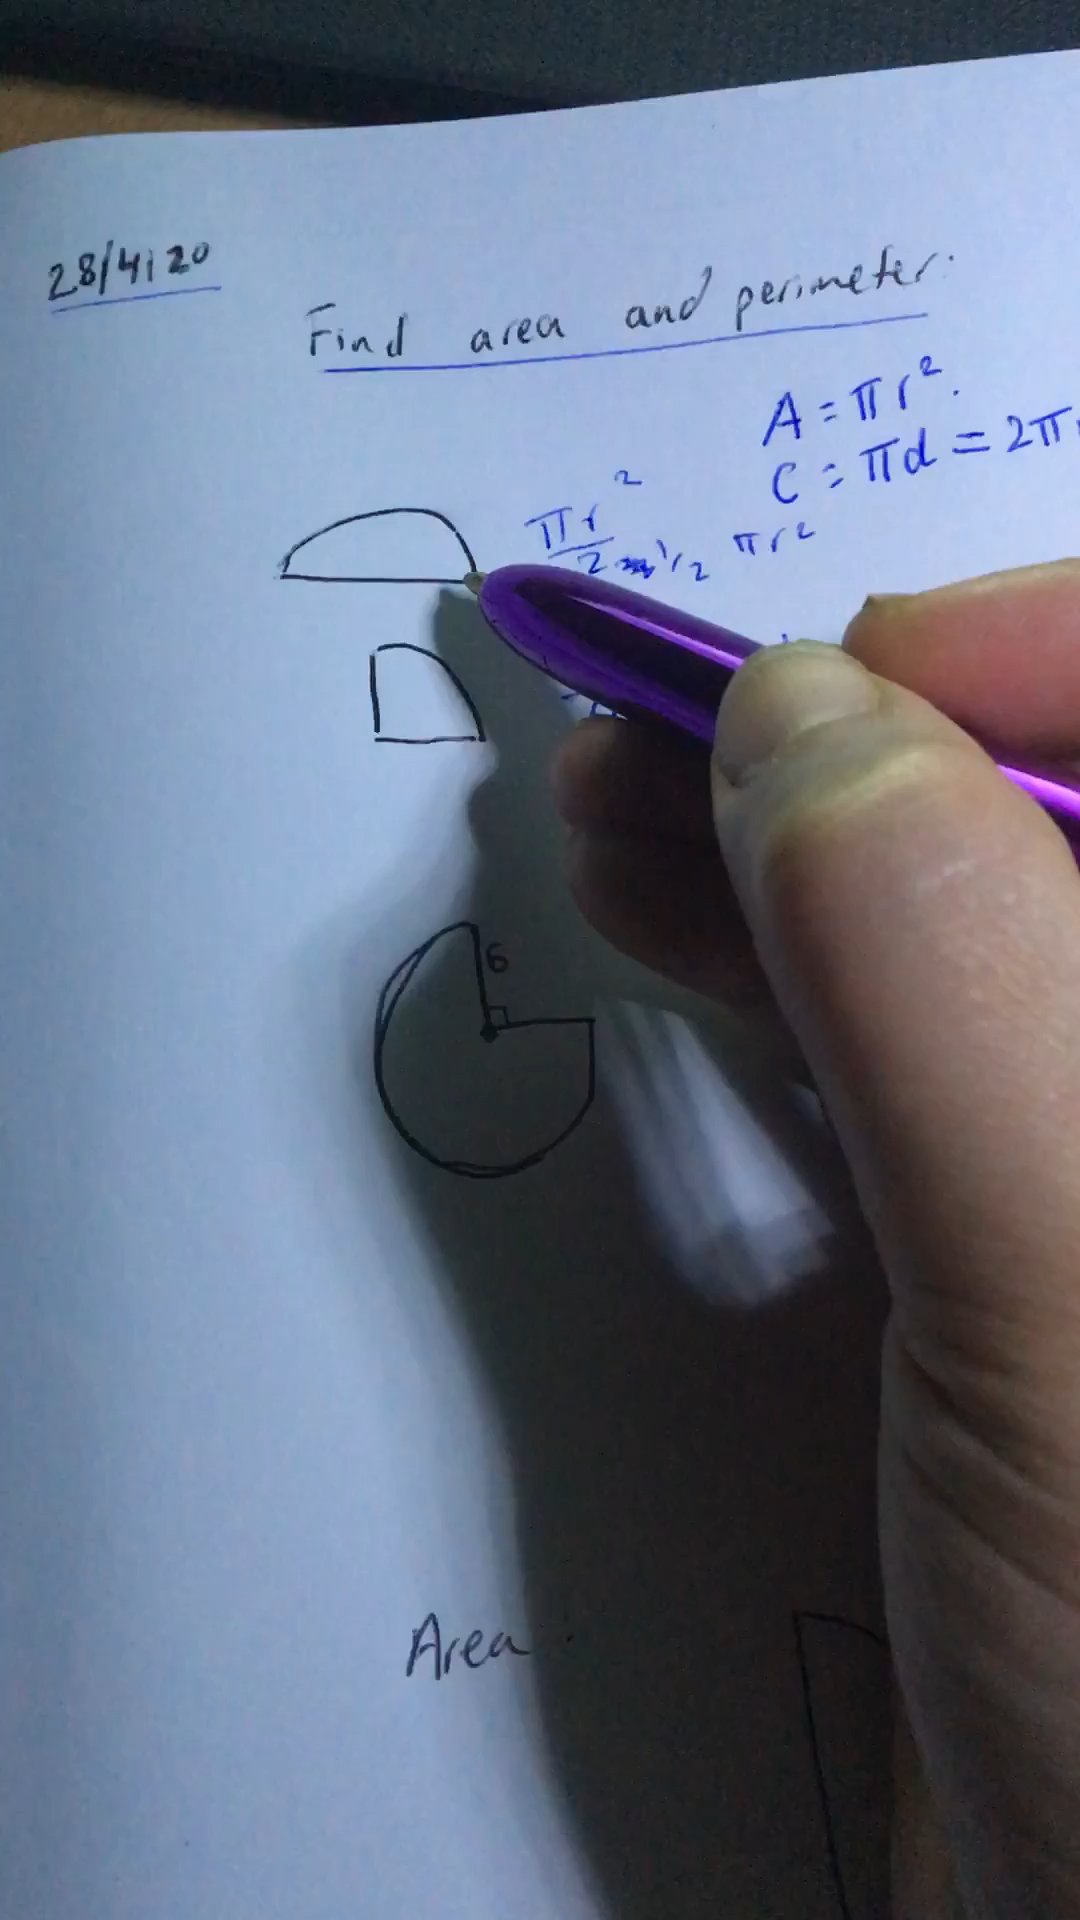 28/4/20
Find area and perimeter.
A = πr².
C = πd = 2π
πr²/2 1/2 πr²
6
Area